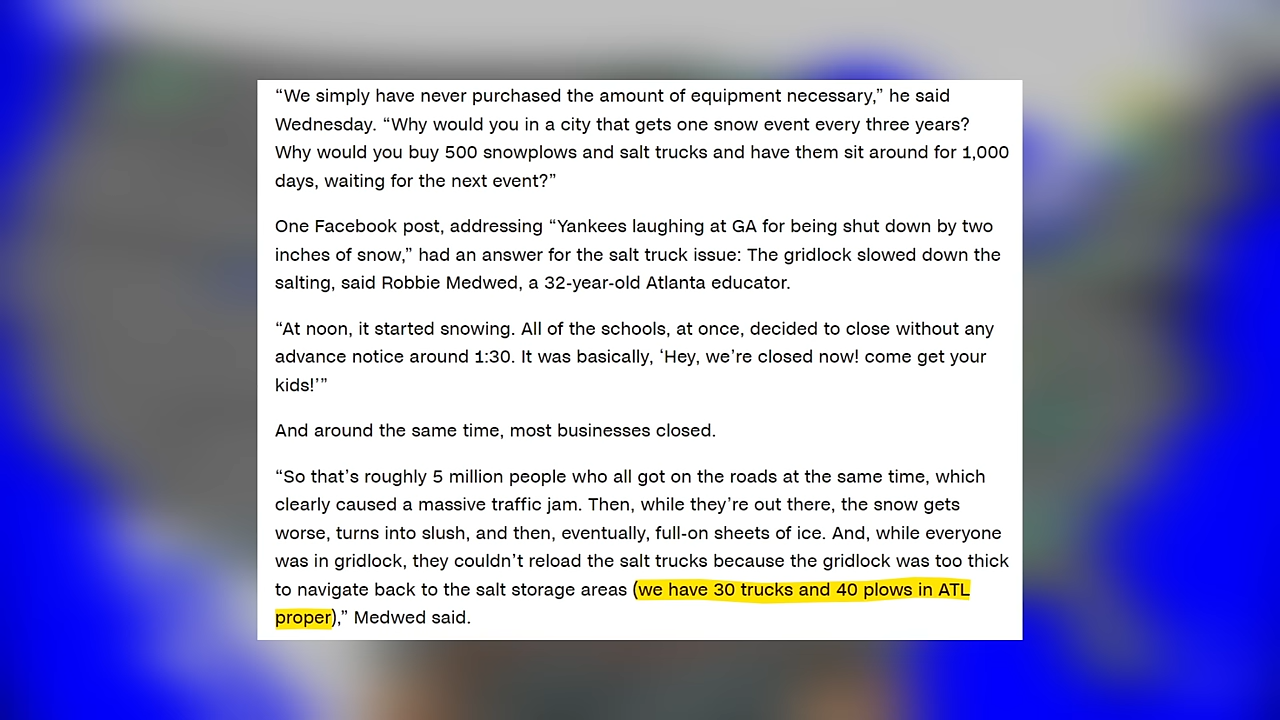 “We simply have never purchased the amount of equipment necessary,” he said
Wednesday. “Why would you in a city that gets one snow event every three years?
Why would you buy 500 snowplows and salt trucks and have them sit around for 1,000
days, waiting for the next event?”
One Facebook post, addressing “Yankees laughing at GA for being shut down by two
inches of snow,” had an answer for the salt truck issue: The gridlock slowed down the
salting, said Robbie Medwed, a 32-year-old Atlanta educator.
“At noon, it started snowing. All of the schools, at once, decided to close without any
advance notice around 1:30. It was basically, ‘Hey, we’re closed now! come get your
kids!’”
And around the same time, most businesses closed.
“So that’s roughly 5 million people who all got on the roads at the same time, which
clearly caused a massive traffic jam. Then, while they’re out there, the snow gets
worse, turns into slush, and then, eventually, full-on sheets of ice. And, while everyone
was in gridlock, they couldn’t reload the salt trucks because the gridlock was too thick
to navigate back to the salt storage areas (we have 30 trucks and 40 plows in ATL
proper),” Medwed said.